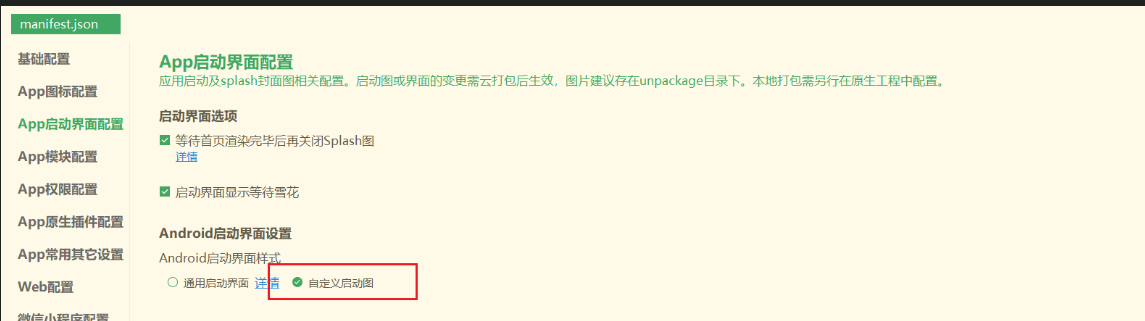 manifest.json
基础配置
App图标配置
App启动界面配置
App模块配置
App权限配置
App原生插件配置
App常用其它设置
Web配置
微信小程序配置
App启动界面配置
应用启动及splash封面图相关配置。启动图或界面的变更需云打包后生效，图片建议存在unpackage目录下。本地打包需另行在原生工程中配置。
启动界面选项
等待首页渲染完毕后再关闭Splash图
详情
启动界面显示等待雪花
Android启动界面设置
Android启动界面样式
通用启动界面 详情 自定义启动图